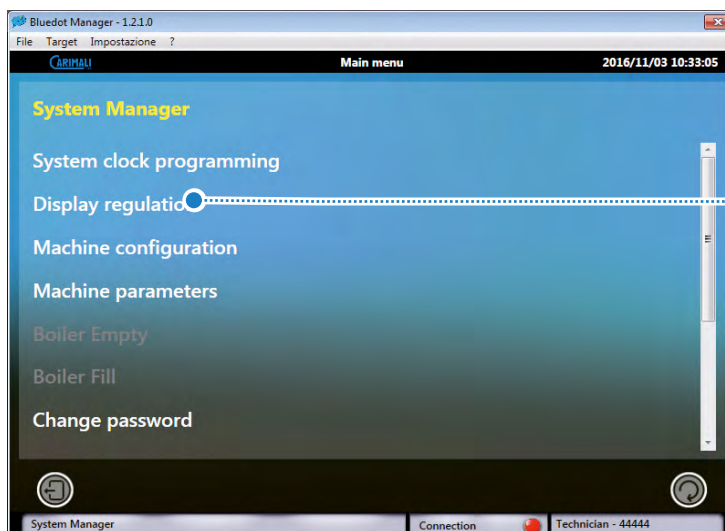 Bluedot Manager - 1.2.1.0
File Target Impostazione ?
CARIMALI Main menu 2016/11/03 10:33:05
System Manager
System clock programming
Display regulatio
Machine configuration
Machine parameters
Boiler Empty
Boiler Fill
Change password
System Manager Connection Technician - 44444